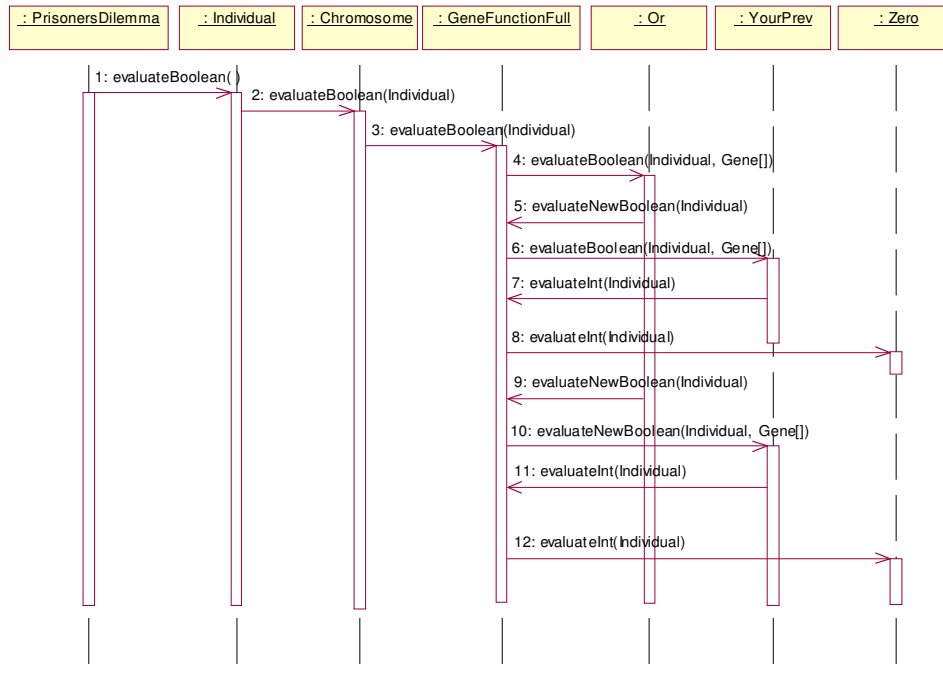 : PrisonersDilemma
: Individual
: Chromosome
: GeneFunctionFull
: Or
: YourPrev
: Zero
1: evaluateBoolean( )
2: evaluateBoolean(Individual)
3: evaluateBoolean(Individual)
4: evaluateBoolean(Individual, Gene[])
5: evaluateNewBoolean(Individual)
6: evaluateBoolean(Individual, Gene[])
7: evaluateInt(Individual)
8: evaluateInt(Individual)
9: evaluateNewBoolean(Individual)
10: evaluateNewBoolean(Individual, Gene[])
11: evaluateInt(Individual)
12: evaluateInt(Individual)